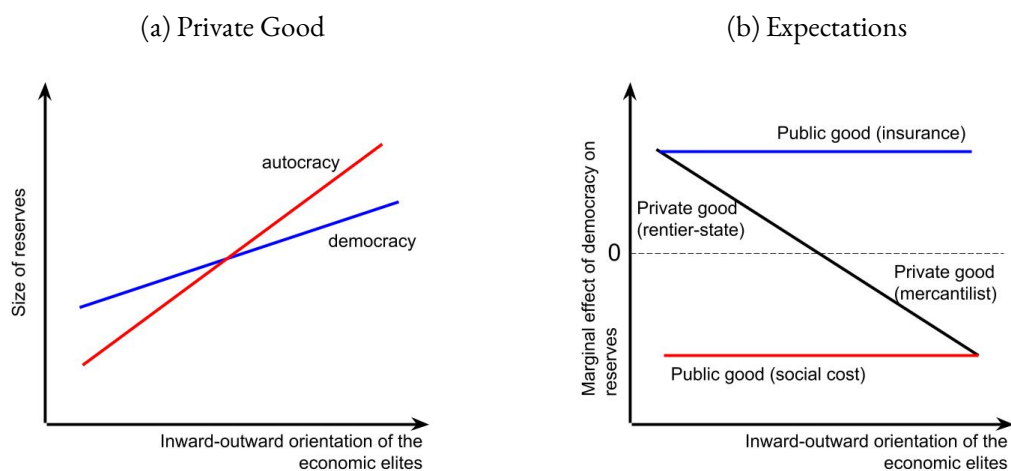 (a) Private Good
Size of reserves
autocracy
democracy
Inward-outward orientation of the
economic elites
(b) Expectations
Marginal effect of democracy on
reserves
Public good (insurance)
Private good
(rentier-state)
0
Private good
(mercantilist)
Public good (social cost)
Inward-outward orientation of the
economic elites